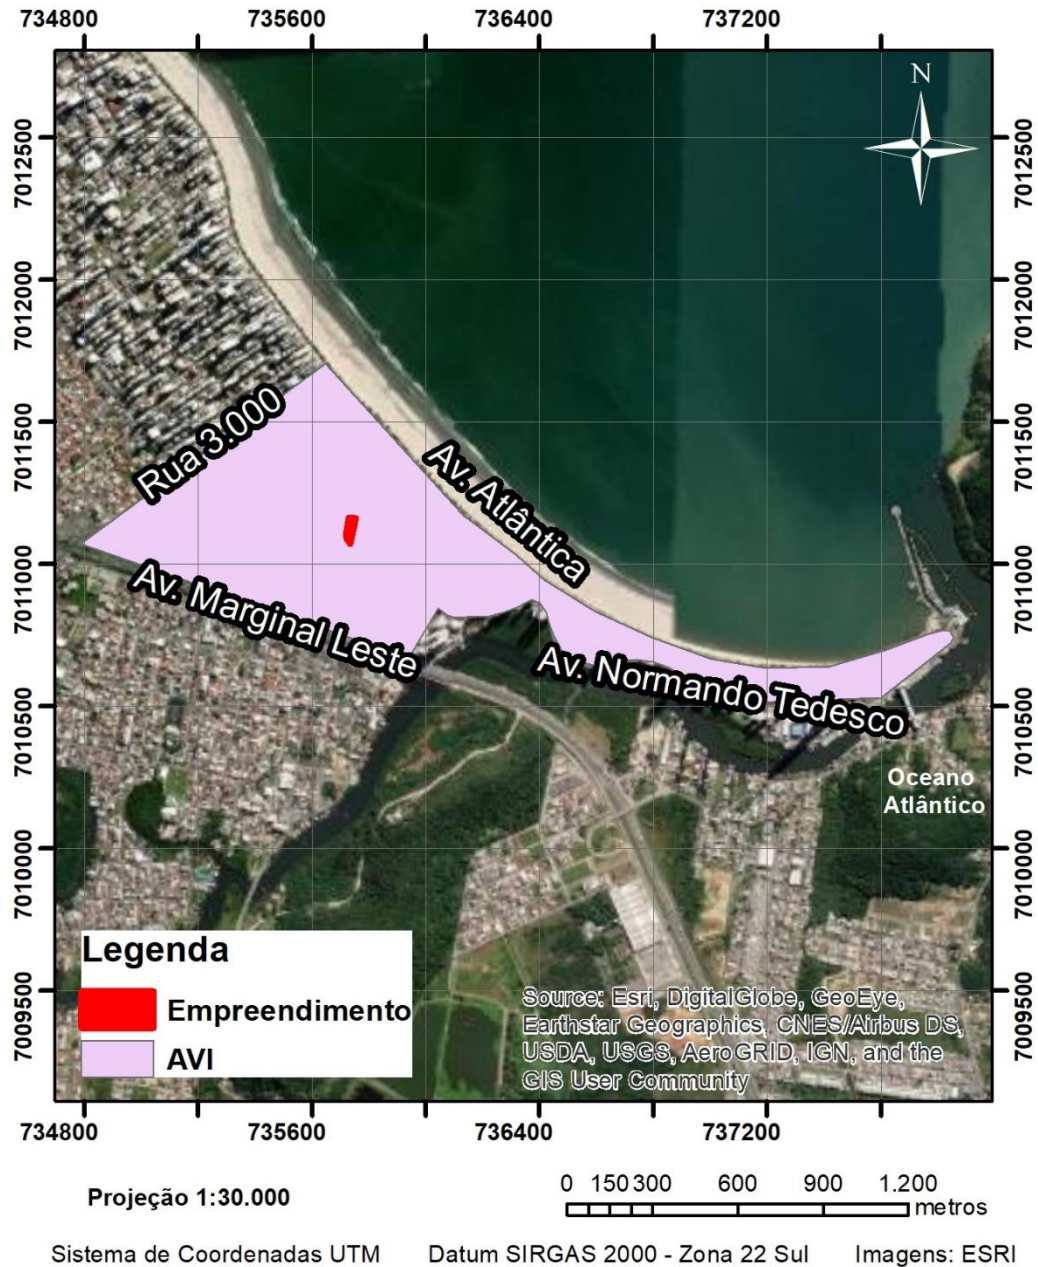 734800 735600 736400 737200
N
7012500 7012500
7012000 7012000
7011500 7011500
7011000 7011000
7010500 7010500
7010000 7010000
7009500 7009500
Rua 3.000
Av. Atlântica
Av. Marginal Leste
Av. Normando Tedesco
Oceano
Atlântico
Legenda
Empreendimento
AVI
Source: Esri, DigitalGlobe, GeoEye,
Earthstar Geographics, CNES/Airbus DS,
USDA, USGS, AeroGRID, IGN, and the
GIS User Community
734800 735600 736400 737200
Projeção 1:30.000
0 150 300 600 900 1.200
metros
Sistema de Coordenadas UTM Datum SIRGAS 2000 - Zona 22 Sul Imagens: ESRI